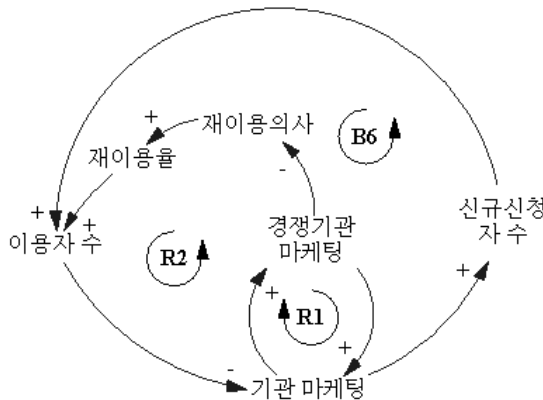 +
재이용의사
B6
재이용율
-
+
+
이용자 수
신규신청
자 수
경쟁기관
마케팅
R2
+
+
R1
+
-
기관 마케팅